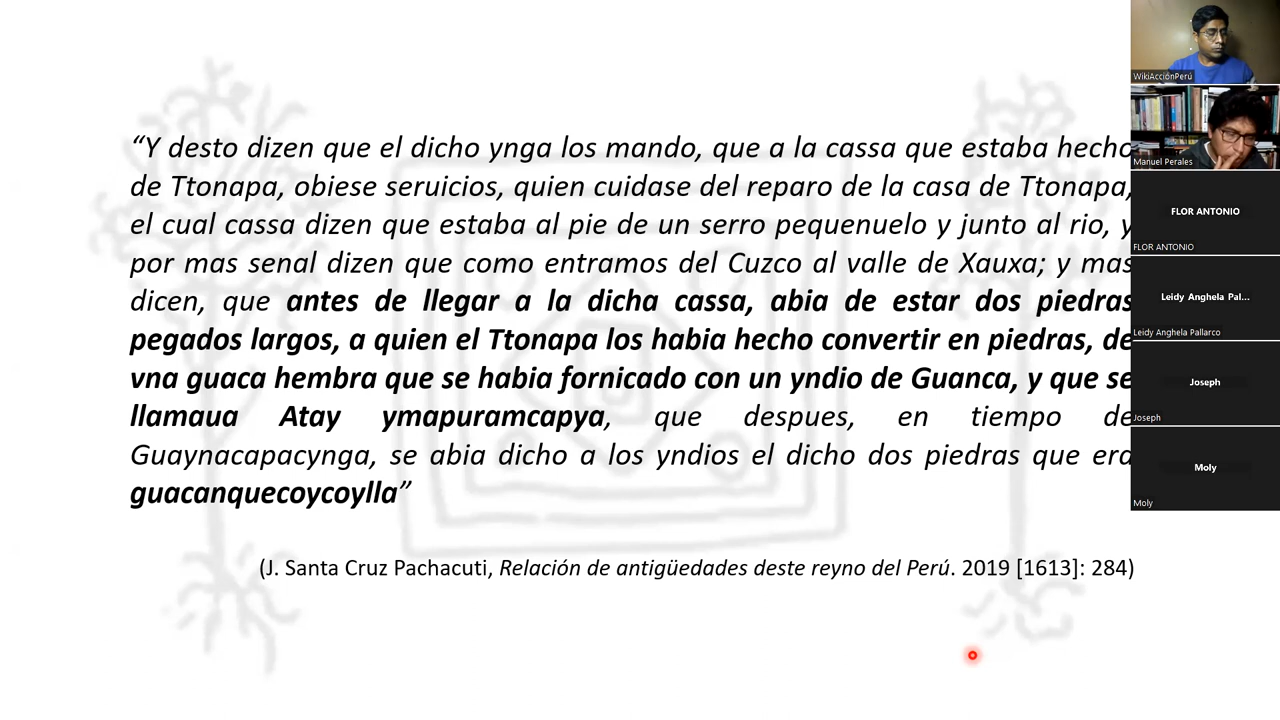 “Y desto dizen que el dicho ynga los mando, que a la cassa que estaba hecho
de Ttonapa, obiese seruicios, quien cuidase del reparo de la casa de Ttonapa,
el cual cassa dizen que estaba al pie de un serro pequenuelo y junto al rio, y
por mas senal dizen que como entramos del Cuzco al valle de Xauxa; y mas
dicen, que antes de llegar a la dicha cassa, abia de estar dos piedras
pegados largos, a quien el Ttonapa los habia hecho convertir en piedras, de
vna guaca hembra que se habia fornicado con un yndio de Guanca, y que se
llamaua Atay ymapuramcapya, que despues, en tiempo de
Guaynacapacynga, se abia dicho a los yndios el dicho dos piedras que era
guacanquecoycoylla”
(J. Santa Cruz Pachacuti, Relación de antigüedades deste reyno del Perú. 2019 [1613]: 284)
WikiAcciónPerú
Manuel Perales
FLOR ANTONIO
FLOR ANTONIO
Leidy Anghela Pal...
Leidy Anghela Pallarco
Joseph
Joseph
Moly
Moly